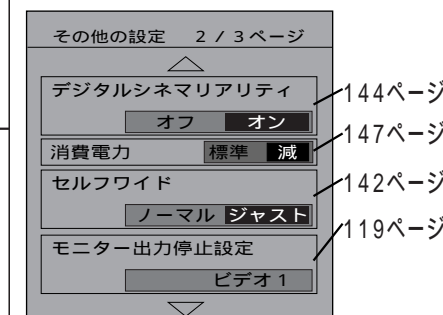 その他の設定　2/3ページ
デジタルシネマリアリティ
オフ　オン
144ページ
消費電力　標準　減
147ページ
セルフワイド
ノーマル　ジャスト
142ページ
モニター出力停止設定
ビデオ1
119ページ